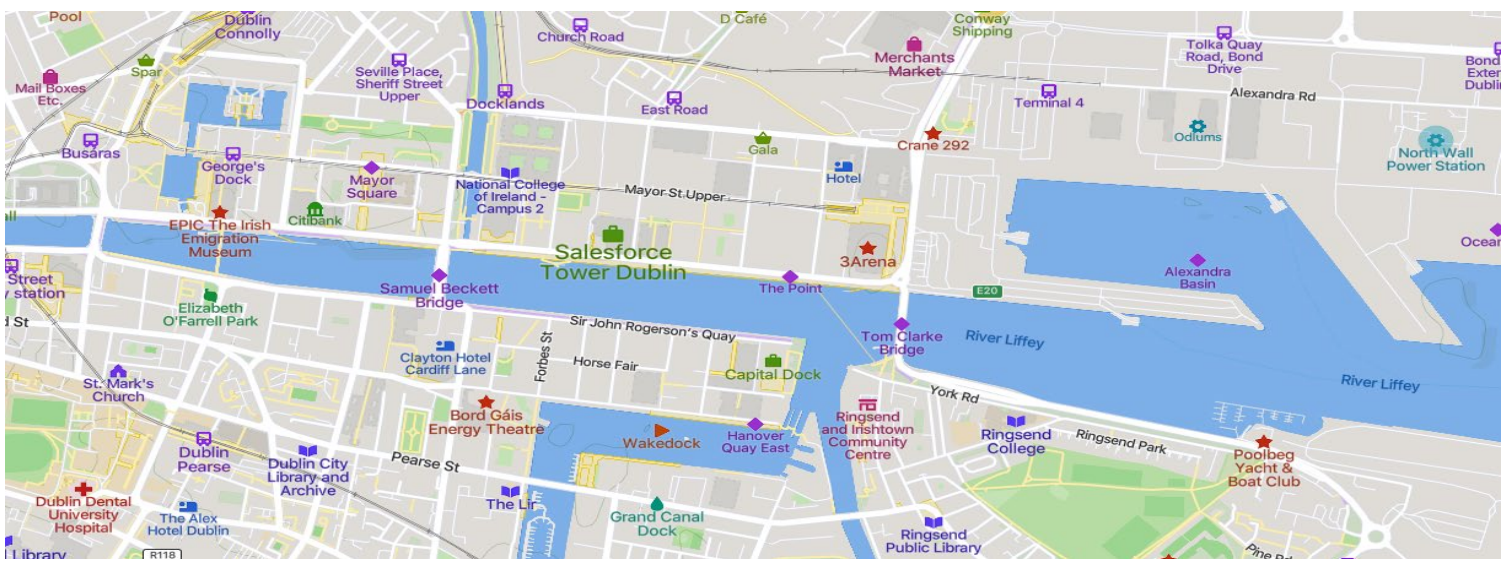 Pool
Dublin
Connolly
D Café
Conway
Shipping
Church Road
Merchants
Market
Tolka Quay
Road, Bond
Drive
Bond
Exter
Dublin
Spar
Mail Boxes
Etc.
Seville Place,
Sheriff Street
Upper
Docklands
East Road
Terminal 4
Alexandra Rd
Busáras
George's
Dock
Mayor
Square
National College
of Ireland -
Campus 2
Gala
Crane 292
Hotel
Odlums
North Wall
Power Station
Mayor St Upper
EPIC The Irish
Emigration
Museum
Citibank
Salesforce
Tower Dublin
3Arena
Alexandra
Basin
Ocean
Street
y station
Samuel Beckett
Bridge
The Point
E20
Elizabeth
O'Farrell Park
d St
Sir John Rogerson's Quay
Tom Clarke
Bridge
River Liffey
Clayton Hotel
Cardiff Lane
Forbes St
Horse Fair
Capital Dock
River Liffey
St. Mark's
Church
York Rd
Bord Gáis
Energy Theatre
Wakedock
Hanover
Quay East
Ringsend
and Irishtown
Community
Centre
Ringsend
College
Ringsend Park
Poolbeg
Yacht &
Boat Club
Dublin
Pearse
Dublin City
Library and
Archive
Pearse St
Dublin Dental
University
Hospital
The Alex
Hotel Dublin
The Lir
Grand Canal
Dock
Ringsend
Public Library
l Library
R118